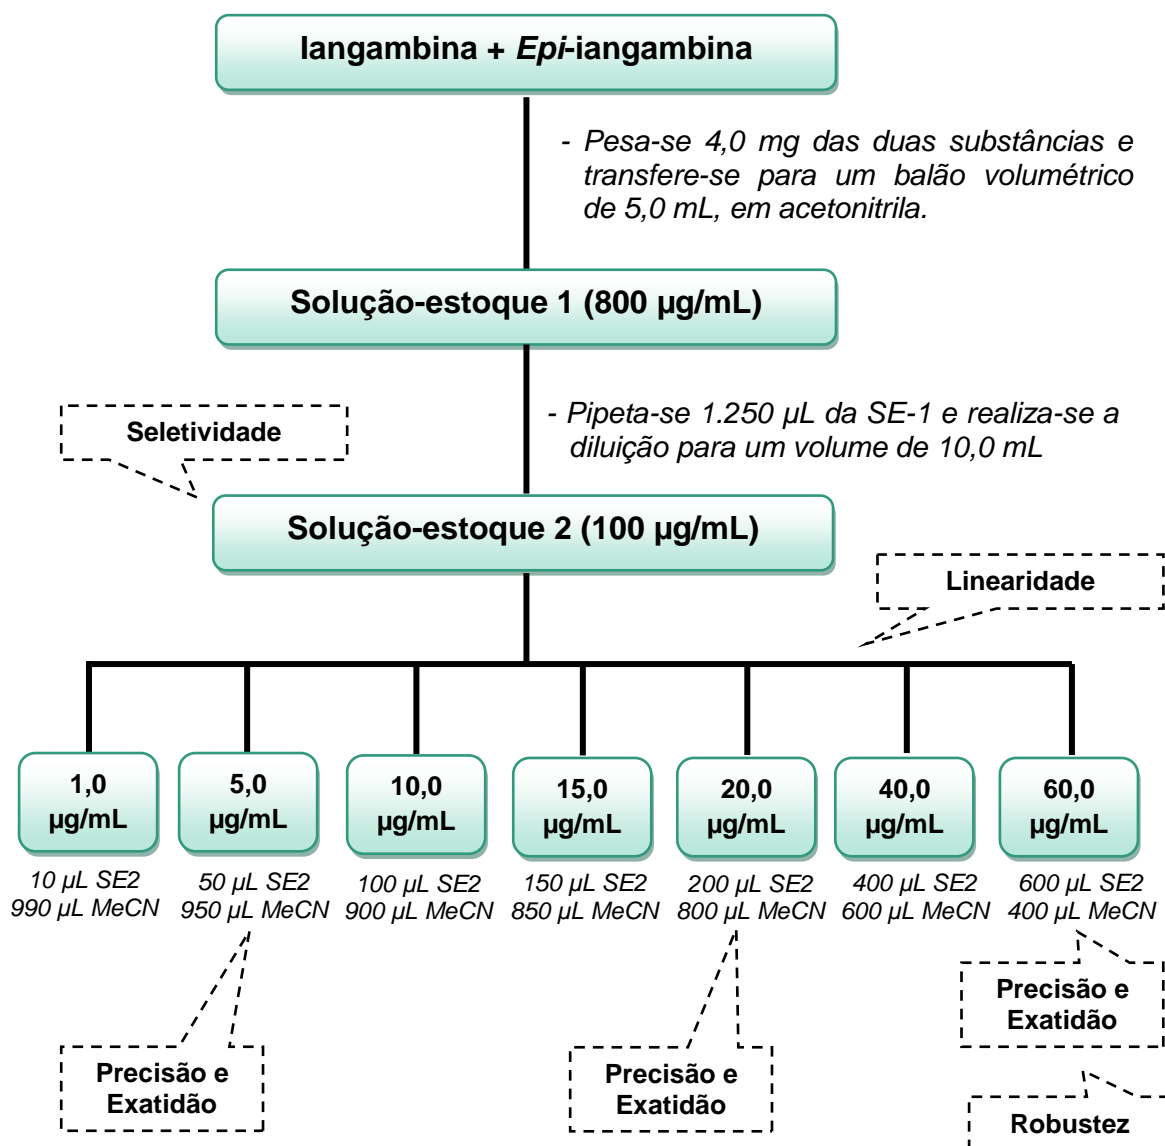 Iangambina + Epi-iangambina
- Pesa-se 4,0 mg das duas substâncias e
transfere-se para um balão volumétrico
de 5,0 mL, em acetonitrila.
Solução-estoque 1 (800 µg/mL)
- Pipeta-se 1.250 µL da SE-1 e realiza-se a
diluição para um volume de 10,0 mL
Seletividade
Solução-estoque 2 (100 µg/mL)
Linearidade
1,0
µg/mL
5,0
µg/mL
10,0
µg/mL
15,0
µg/mL
20,0
µg/mL
40,0
µg/mL
60,0
µg/mL
10 µL SE2
990 µL MeCN
50 µL SE2
950 µL MeCN
100 µL SE2
900 µL MeCN
150 µL SE2
850 µL MeCN
200 µL SE2
800 µL MeCN
400 µL SE2
600 µL MeCN
600 µL SE2
400 µL MeCN
Precisão e
Exatidão
Precisão e
Exatidão
Precisão e
Exatidão
Robustez